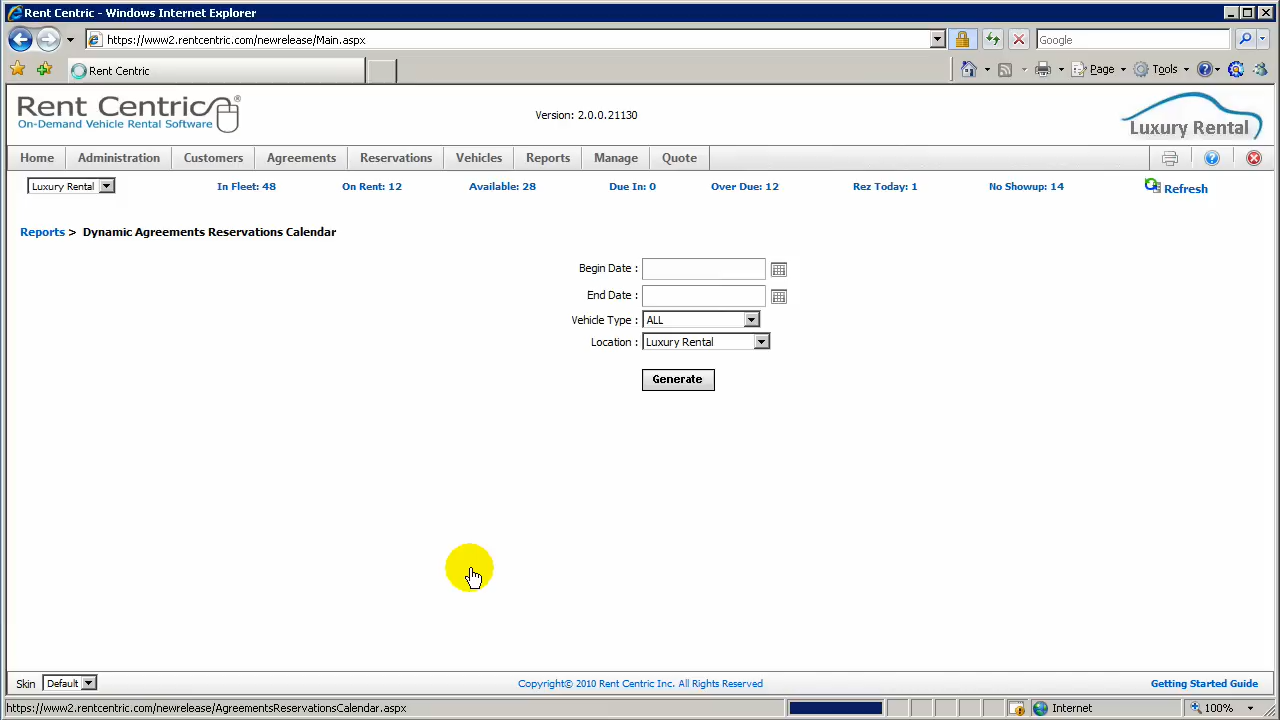 Rent Centric - Windows Internet Explorer
https://www2.rentcentric.com/newrelease/Main.aspx
Google
Rent Centric
Page
Tools
Rent Centric®
On-Demand Vehicle Rental Software
Version: 2.0.0.21130
Luxury Rental
Home Administration Customers Agreements Reservations Vehicles Reports Manage Quote
Luxury Rental In Fleet: 48 On Rent: 12 Available: 28 Due In: 0 Over Due: 12 Rez Today: 1 No Showup: 14 Refresh
Reports > Dynamic Agreements Reservations Calendar
Begin Date :
End Date :
Vehicle Type : ALL
Location : Luxury Rental
Generate
Skin Default Copyright© 2010 Rent Centric Inc. All Rights Reserved Getting Started Guide
https://www2.rentcentric.com/newrelease/AgreementsReservationsCalendar.aspx Internet 100%